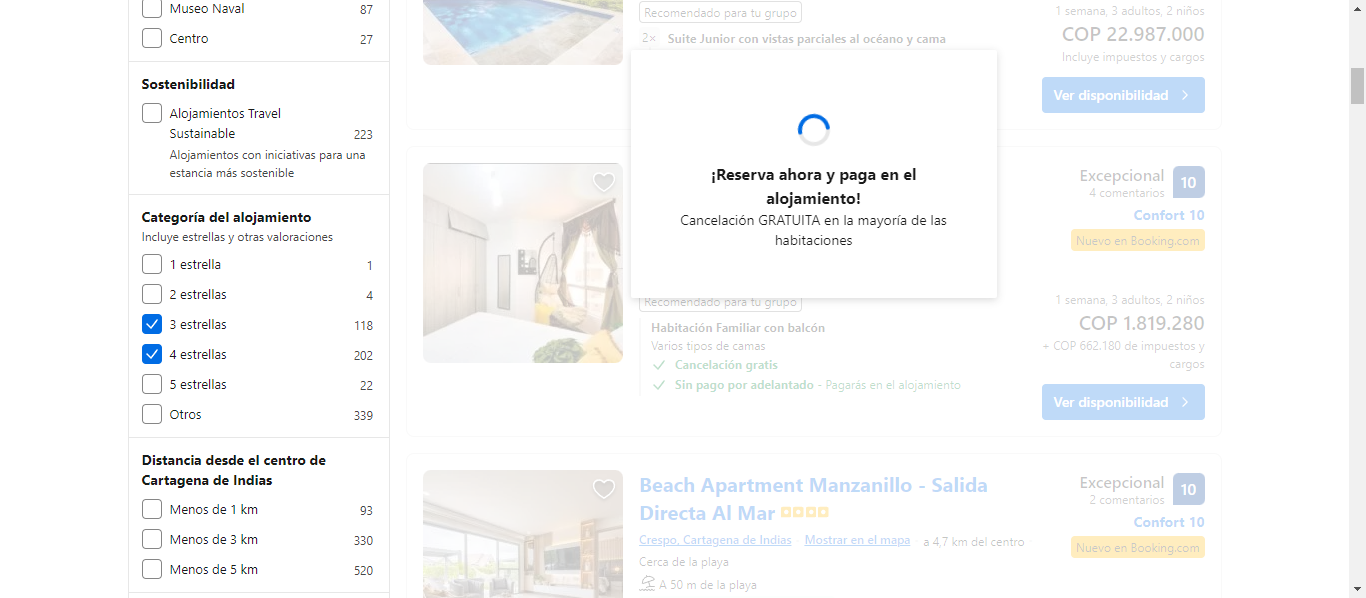 Museo Naval 87
Centro 27
Sostenibilidad
Alojamientos Travel
Sustainable 223
Alojamientos con iniciativas para una
estancia más sostenible
Categoría del alojamiento
Incluye estrellas y otras valoraciones
1 estrella 1
2 estrellas 4
3 estrellas 118
4 estrellas 202
5 estrellas 22
Otros 339
Distancia desde el centro de
Cartagena de Indias
Menos de 1 km 93
Menos de 3 km 330
Menos de 5 km 520
Recomendado para tu grupo
2× Suite Junior con vistas parciales al océano y cama
1 semana, 3 adultos, 2 niños
COP 22.987.000
Incluye impuestos y cargos
Ver disponibilidad
¡Reserva ahora y paga en el
alojamiento!
Cancelación GRATUITA en la mayoría de las
habitaciones
Excepcional 10
4 comentarios
Confort 10
Nuevo en Booking.com
Recomendado para tu grupo
Habitación Familiar con balcón
Varios tipos de camas
Cancelación gratis
Sin pago por adelantado - Pagarás en el alojamiento
1 semana, 3 adultos, 2 niños
COP 1.819.280
+ COP 662.180 de impuestos y
cargos
Ver disponibilidad
Beach Apartment Manzanillo - Salida
Directa Al Mar
Crespo, Cartagena de Indias · Mostrar en el mapa · a 4,7 km del centro ·
Cerca de la playa
A 50 m de la playa
Excepcional 10
2 comentarios
Confort 10
Nuevo en Booking.com